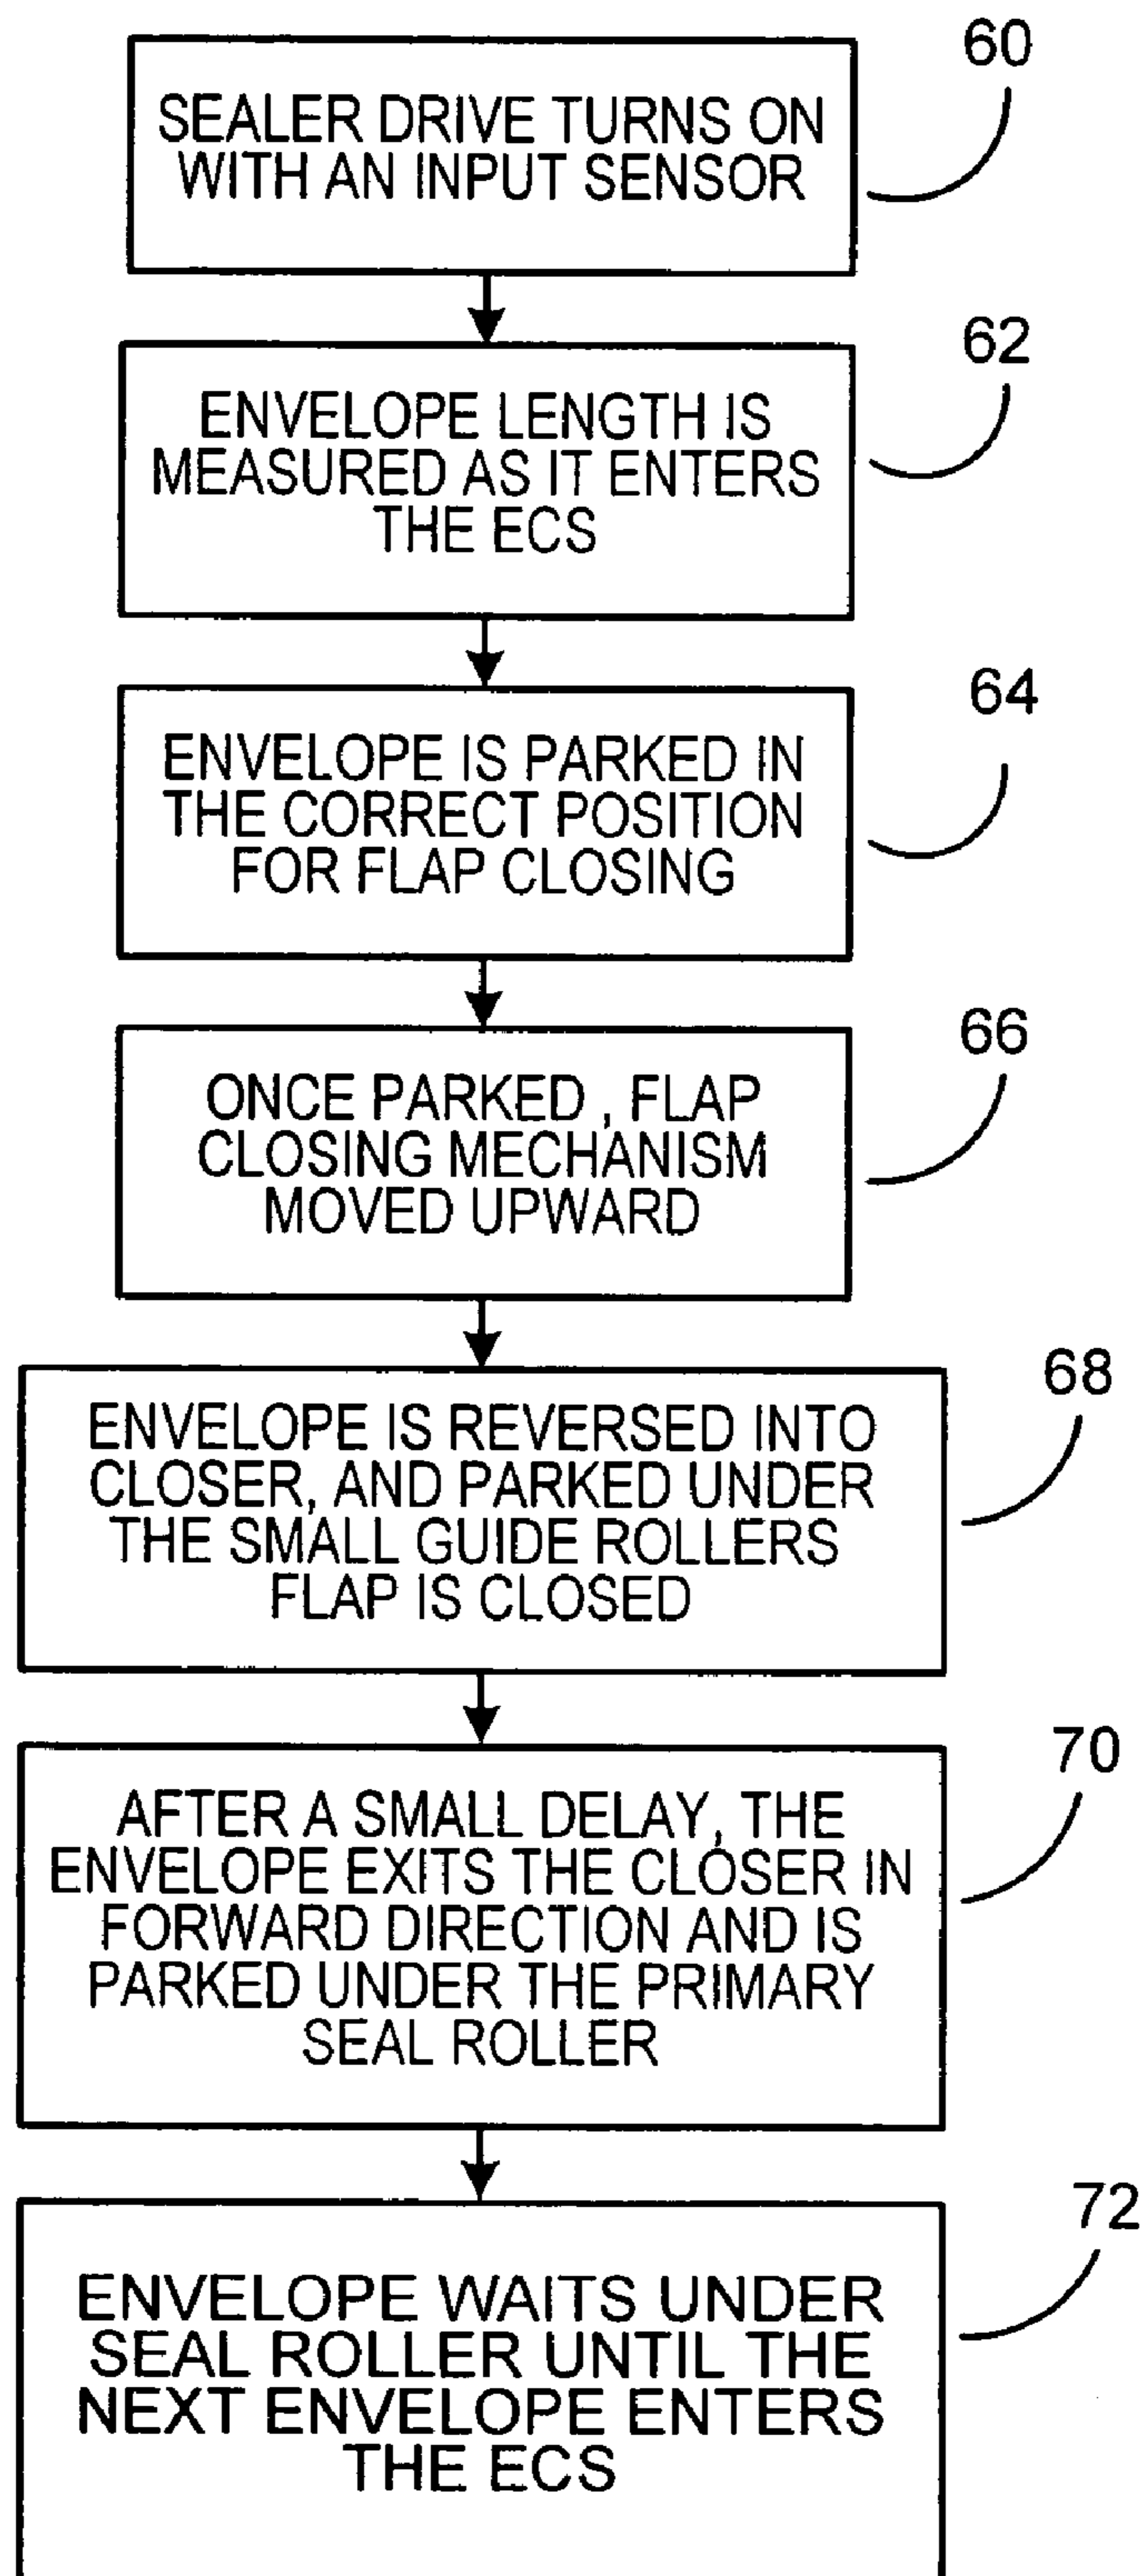 60
SEALER DRIVE TURNS ON
WITH AN INPUT SENSOR
62
ENVELOPE LENGTH IS
MEASURED AS IT ENTERS
THE ECS
64
ENVELOPE IS PARKED IN
THE CORRECT POSITION
FOR FLAP CLOSING
66
ONCE PARKED , FLAP
CLOSING MECHANISM
MOVED UPWARD
68
ENVELOPE IS REVERSED INTO
CLOSER, AND PARKED UNDER
THE SMALL GUIDE ROLLERS
FLAP IS CLOSED
70
AFTER A SMALL DELAY, THE
ENVELOPE EXITS THE CLOSER IN
FORWARD DIRECTION AND IS
PARKED UNDER THE PRIMARY
SEAL ROLLER
72
ENVELOPE WAITS UNDER
SEAL ROLLER UNTIL THE
NEXT ENVELOPE ENTERS
THE ECS